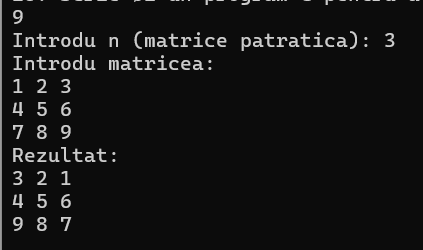 9
Introdu n (matrice patratica): 3
Introdu matricea:
1 2 3
4 5 6
7 8 9
Rezultat:
3 2 1
4 5 6
9 8 7